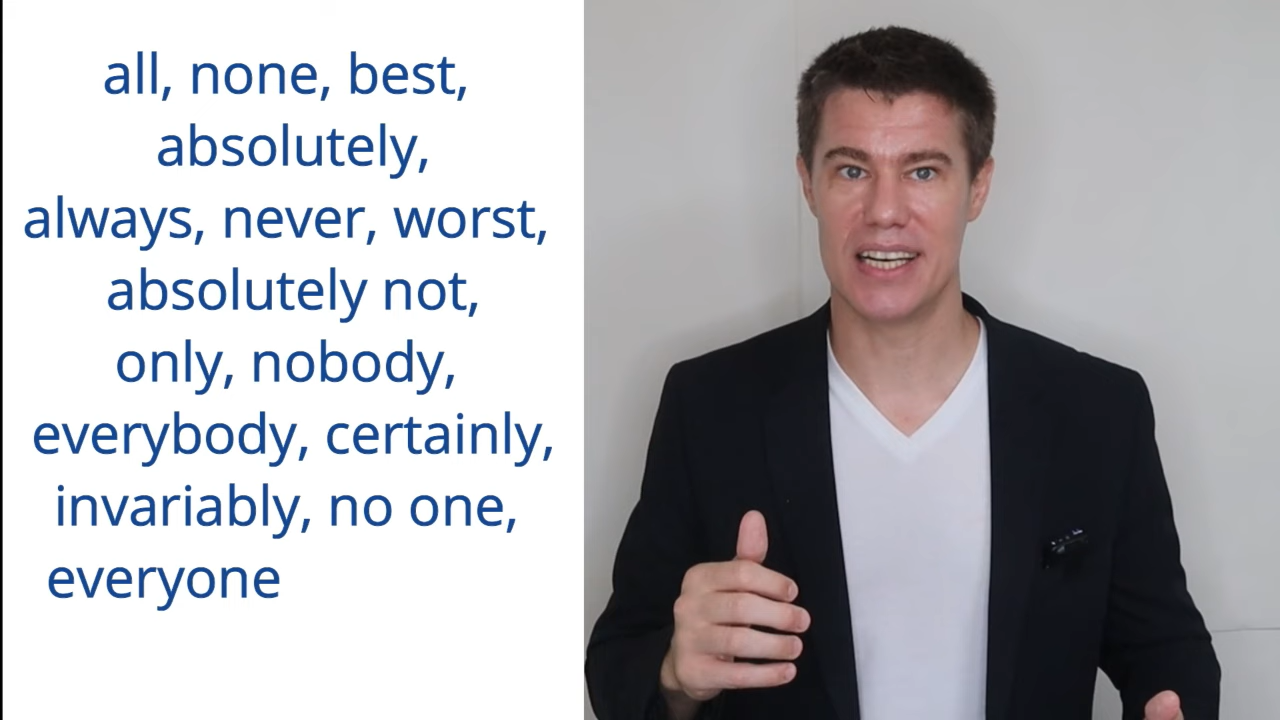 all, none, best,
absolutely,
always, never, worst,
absolutely not,
only, nobody,
everybody, certainly,
invariably, no one,
everyone